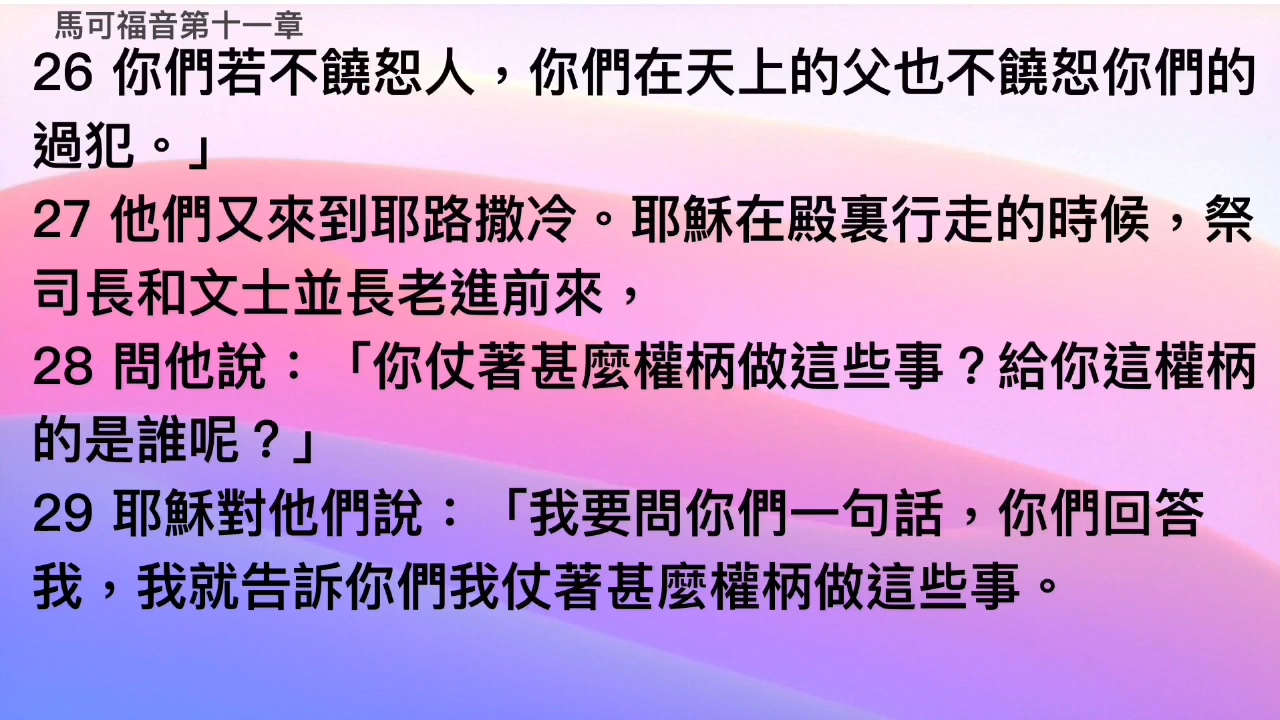 馬可福音第十一章
26 你們若不饒恕人，你們在天上的父也不饒恕你們的
過犯。」
27 他們又來到耶路撒冷。耶穌在殿裏行走的時候，祭
司長和文士並長老進前來，
28 問他說：「你仗著甚麼權柄做這些事？給你這權柄
的是誰呢？」
29 耶穌對他們說：「我要問你們一句話，你們回答
我，我就告訴你們我仗著甚麼權柄做這些事。